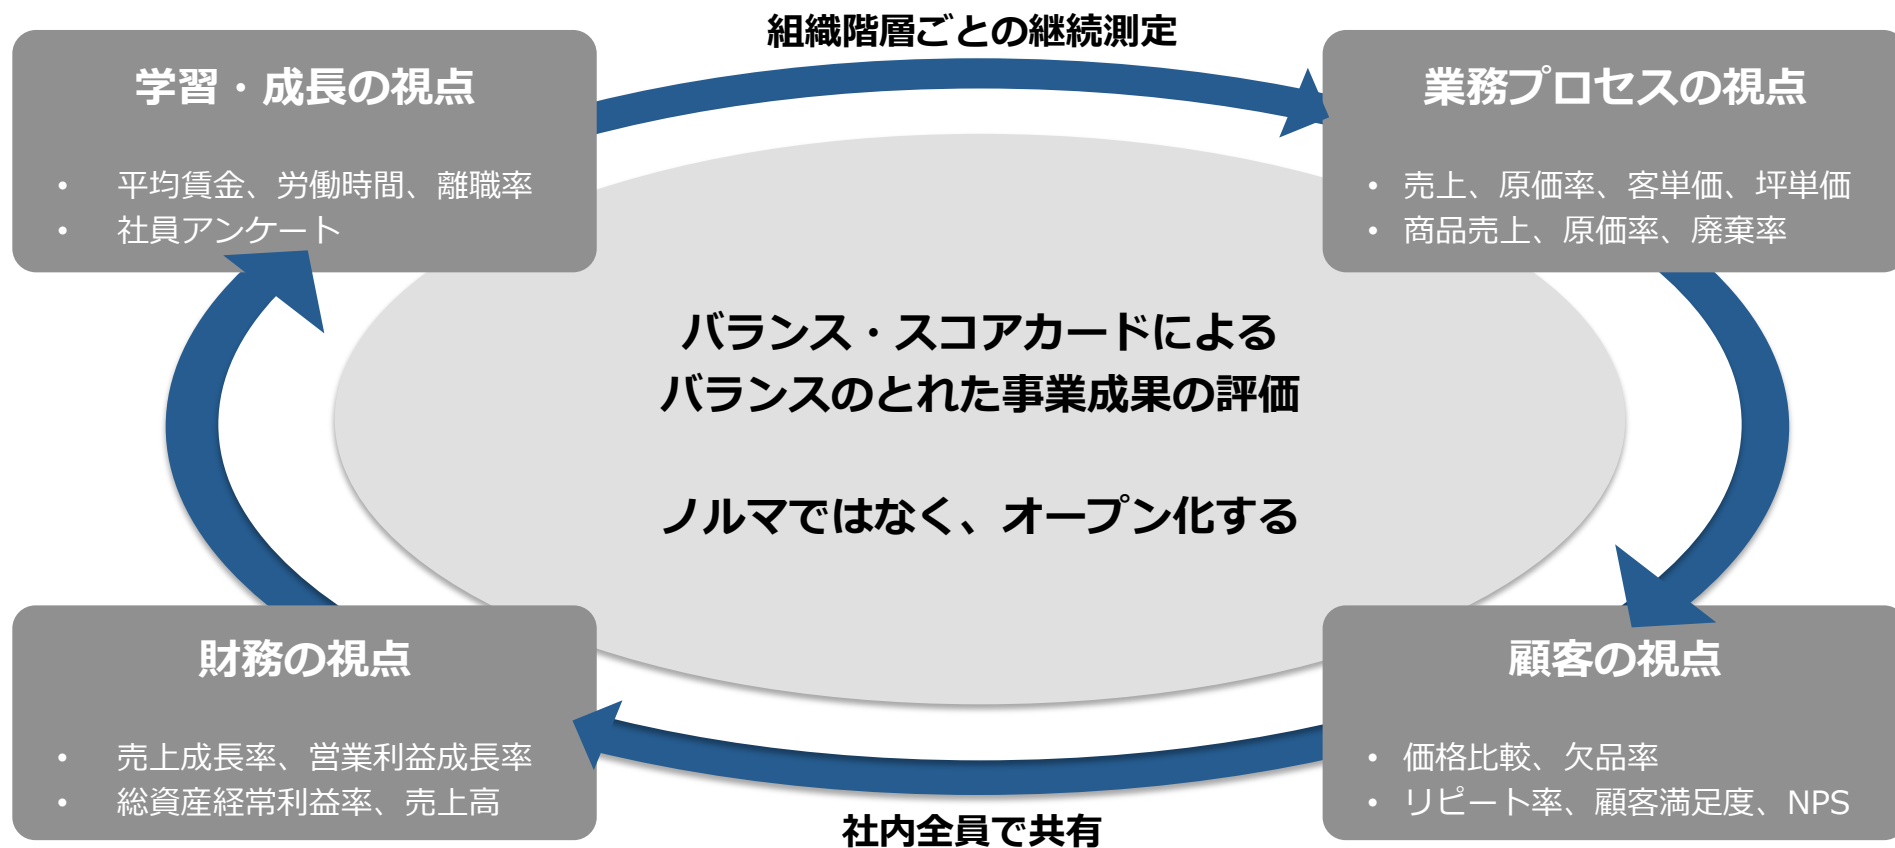 組織階層ごとの継続測定
学習・成長の視点
• 平均賃金、労働時間、離職率
• 社員アンケート
業務プロセスの視点
• 売上、原価率、客単価、坪単価
• 商品売上、原価率、廃棄率
バランス・スコアカードによる
バランスのとれた事業成果の評価
ノルマではなく、オープン化する
財務の視点
• 売上成長率、営業利益成長率
• 総資産経常利益率、売上高
顧客の視点
• 価格比較、欠品率
• リピート率、顧客満足度、NPS
社内全員で共有